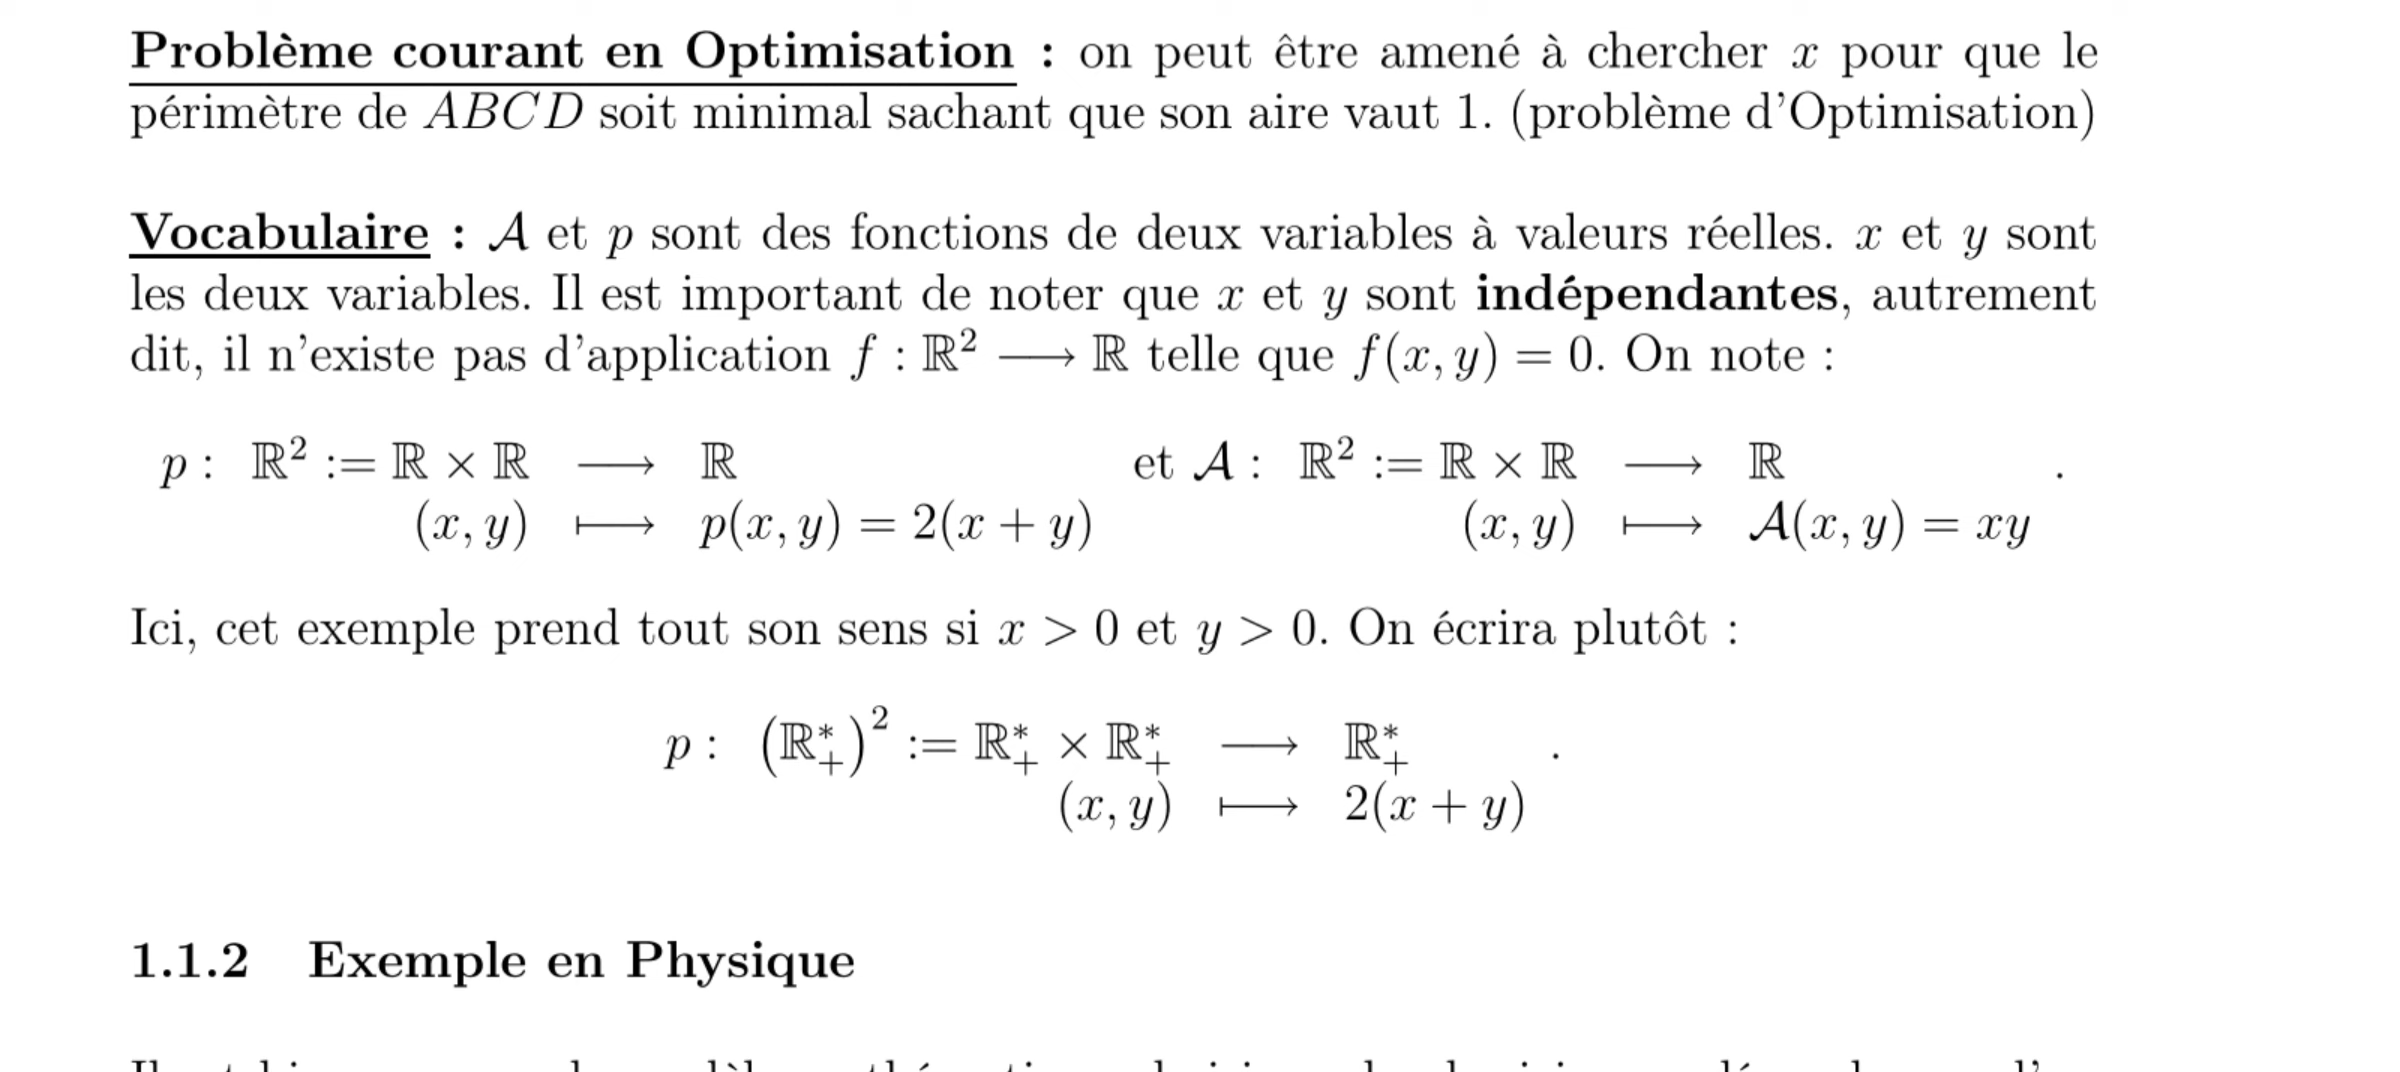 Problème courant en Optimisation : on peut être amené à chercher x pour que le
périmètre de ABCD soit minimal sachant que son aire vaut 1. (problème d'Optimisation)
Vocabulaire : 𝒜 et p sont des fonctions de deux variables à valeurs réelles. x et y sont
les deux variables. Il est important de noter que x et y sont indépendantes, autrement
dit, il n'existe pas d'application f : ℝ² ⟶ ℝ telle que f(x, y) = 0. On note :
p : ℝ² := ℝ × ℝ ⟶ ℝ et 𝒜 : ℝ² := ℝ × ℝ ⟶ ℝ .
(x, y) ⟼ p(x, y) = 2(x + y) (x, y) ⟼ 𝒜(x, y) = xy
Ici, cet exemple prend tout son sens si x > 0 et y > 0. On écrira plutôt :
p : (ℝ₊*)² := ℝ₊* × ℝ₊* ⟶ ℝ₊* .
(x, y) ⟼ 2(x + y)
1.1.2 Exemple en Physique